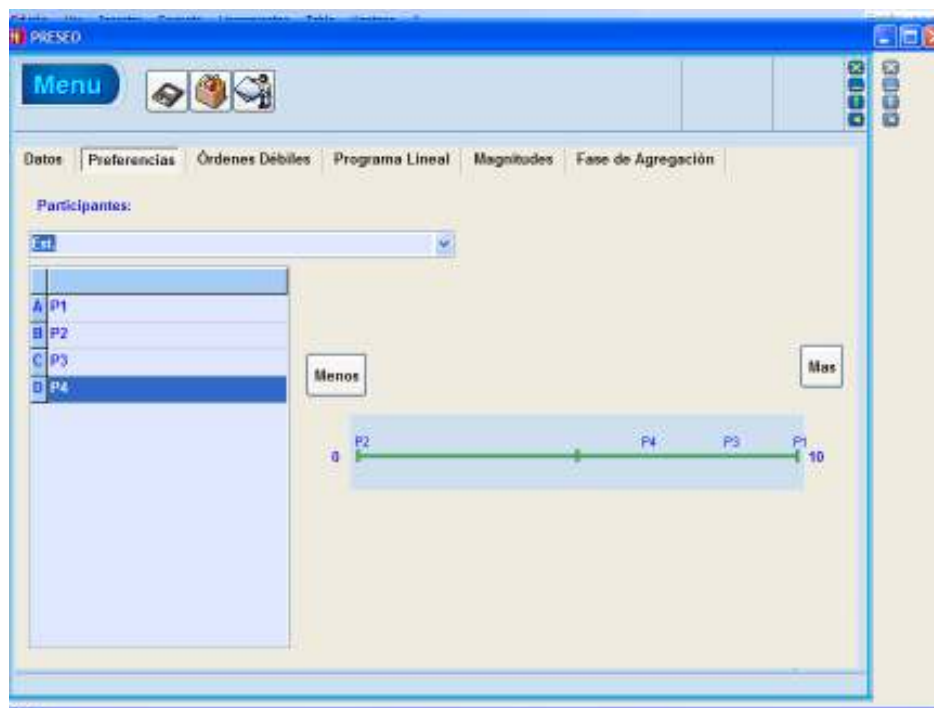 PRESEO
Menu
Datos Preferencias Órdenes Débiles Programa Lineal Magnitudes Fase de Agregación
Participantes:
Est.
A P1
B P2
C P3
D P4
Menos
Mas
P2 P4 P3 P1
0 10